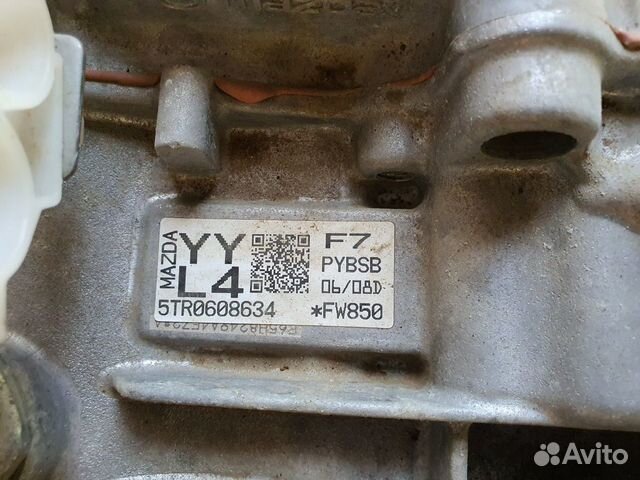 MAZDA
YY F7
L4 PYBSB
06/08D
5TR0608634 *FW850
Avito